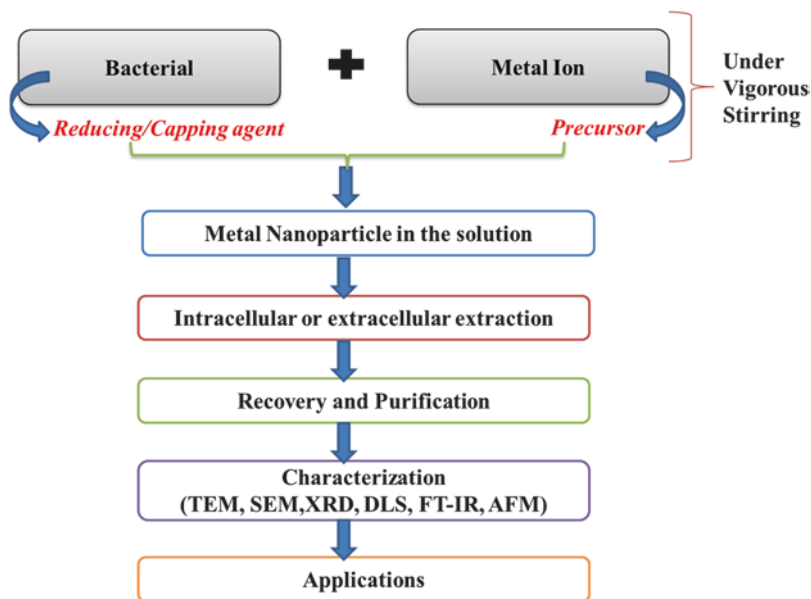 Bacterial
Metal Ion
Under
Vigorous
Stirring
Reducing/Capping agent
Precursor
Metal Nanoparticle in the solution
Intracellular or extracellular extraction
Recovery and Purification
Characterization
(TEM, SEM,XRD, DLS, FT-IR, AFM)
Applications